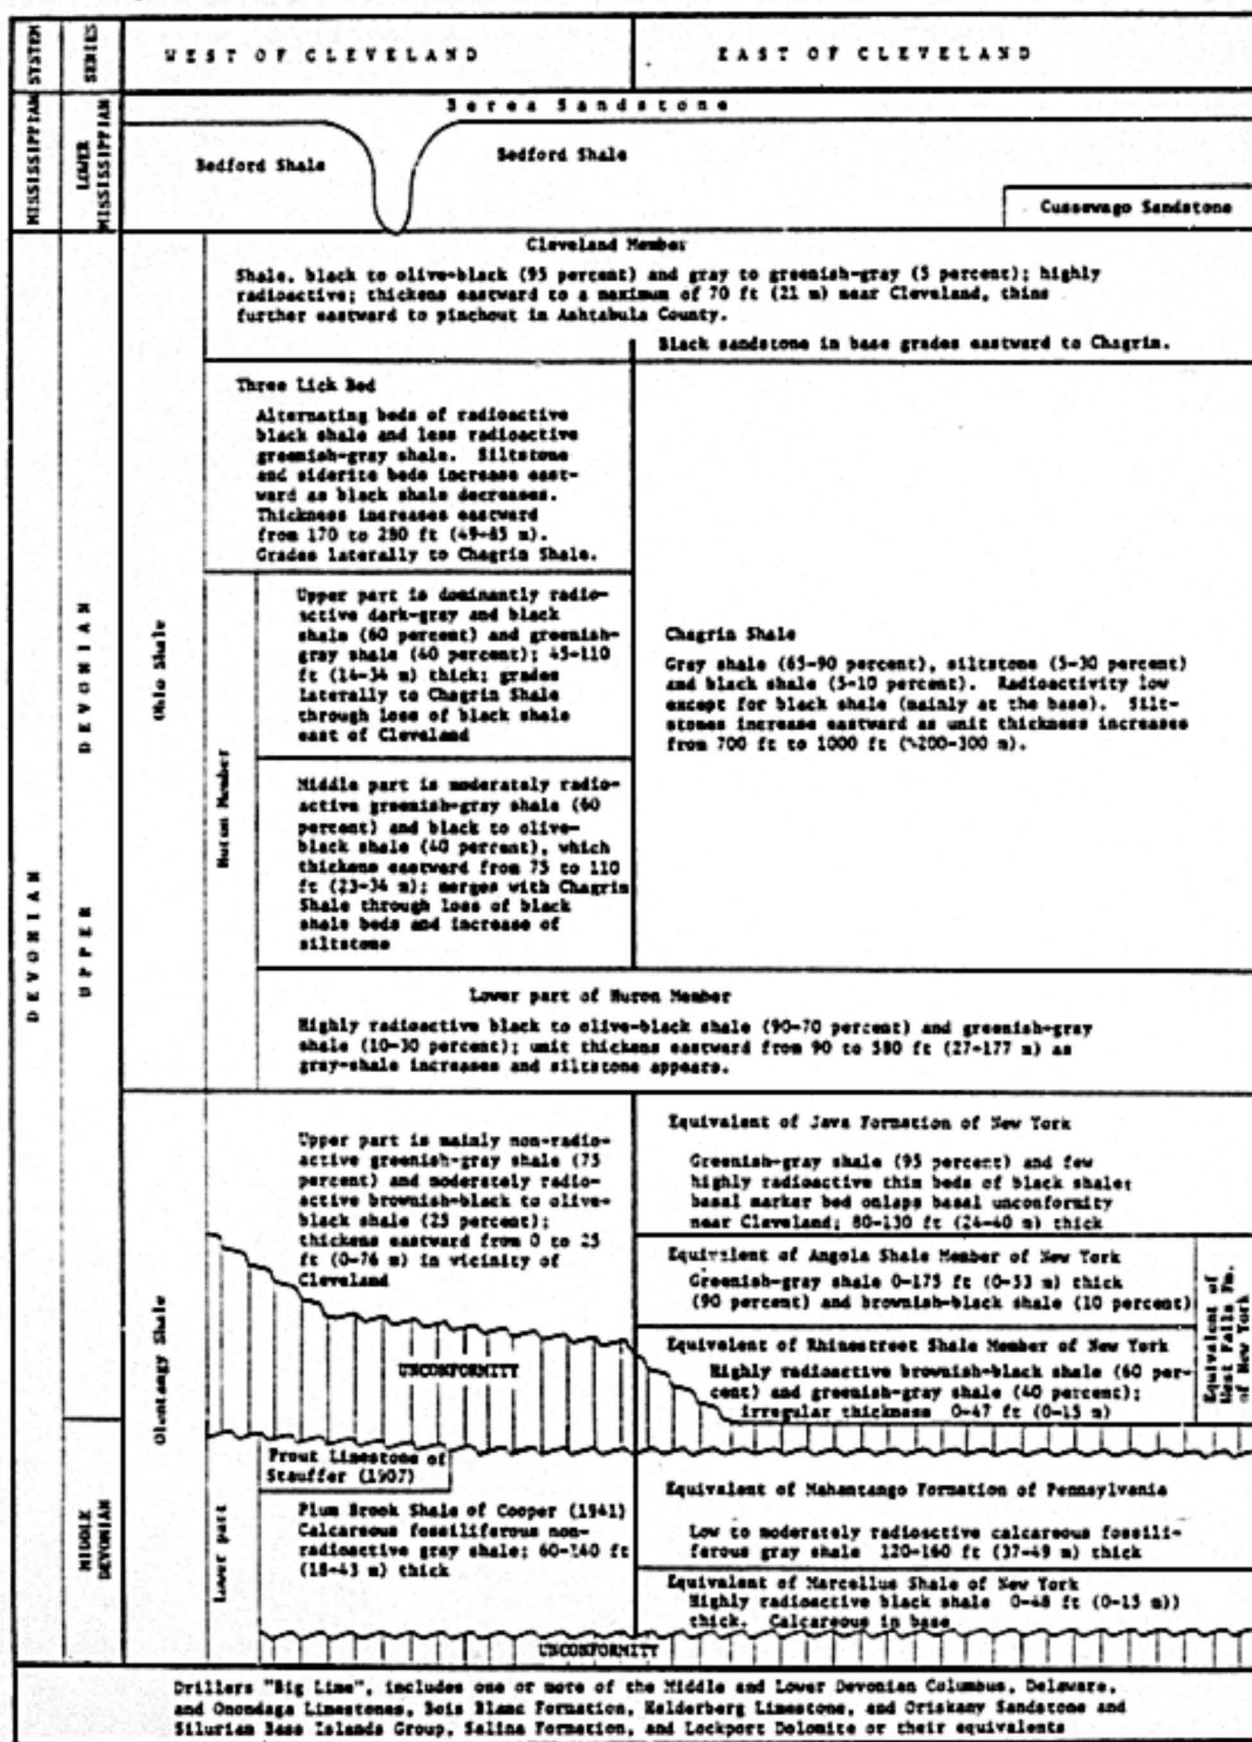 SYSTEM
SERIES
WEST OF CLEVELAND
EAST OF CLEVELAND
MISSISSIPPIAN
LOWER
MISSISSIPPIAN
Berea Sandstone
Bedford Shale
Bedford Shale
Cussewago Sandstone
DEVONIAN
UPPER DEVONIAN
Ohio Shale
Cleveland Member
Shale, black to olive-black (95 percent) and gray to greenish-gray (5 percent); highly
radioactive; thickens eastward to a maximum of 70 ft (21 m) near Cleveland, thins
further eastward to pinchout in Ashtabula County.
Black sandstone in base grades eastward to Chagrin.
Three Lick Bed
Alternating beds of radioactive
black shale and less radioactive
greenish-gray shale. Siltstone
and siderite beds increase east-
ward as black shale decreases.
Thickness increases eastward
from 170 to 280 ft (49-85 m).
Grades laterally to Chagrin Shale.
Huron Member
Upper part is dominantly radio-
active dark-gray and black
shale (60 percent) and greenish-
gray shale (40 percent); 45-110
ft (14-34 m) thick; grades
laterally to Chagrin Shale
through loss of black shale
east of Cleveland
Middle part is moderately radio-
active greenish-gray shale (60
percent) and black to olive-
black shale (40 percent), which
thickens eastward from 75 to 110
ft (23-34 m); merges with Chagrin
Shale through loss of black
shale beds and increase of
siltstone
Chagrin Shale
Gray shale (65-90 percent), siltstone (5-30 percent)
and black shale (5-10 percent). Radioactivity low
except for black shale (mainly at the base). Silt-
stones increase eastward as unit thickness increases
from 700 ft to 1000 ft (~200-300 m).
Lower part of Huron Member
Highly radioactive black to olive-black shale (90-70 percent) and greenish-gray
shale (10-30 percent); unit thickens eastward from 90 to 580 ft (27-177 m) as
gray-shale increases and siltstone appears.
Olentangy Shale
Upper part is mainly non-radio-
active greenish-gray shale (75
percent) and moderately radio-
active brownish-black to olive-
black shale (25 percent);
thickens eastward from 0 to 25
ft (0-76 m) in vicinity of
Cleveland
UNCONFORMITY
Equivalent of Java Formation of New York
Greenish-gray shale (95 percent) and few
highly radioactive thin beds of black shale;
basal marker bed onlaps basal unconformity
near Cleveland; 80-130 ft (24-40 m) thick
Equivalent of Angola Shale Member of New York
Greenish-gray shale 0-175 ft (0-53 m) thick
(90 percent) and brownish-black shale (10 percent)
Equivalent of Rhinestreet Shale Member of New York
Highly radioactive brownish-black shale (60 per-
cent) and greenish-gray shale (40 percent);
irregular thickness 0-47 ft (0-15 m)
Equivalent of
West Falls Fm.
of New York
MIDDLE
DEVONIAN
Lower part
Prout Limestone of
Stauffer (1907)
Plum Brook Shale of Cooper (1941)
Calcareous fossiliferous non-
radioactive gray shale; 60-140 ft
(18-43 m) thick
Equivalent of Mahantango Formation of Pennsylvania
Low to moderately radioactive calcareous fossili-
ferous gray shale 120-160 ft (37-49 m) thick
Equivalent of Marcellus Shale of New York
Highly radioactive black shale 0-48 ft (0-15 m))
thick. Calcareous in base
UNCONFORMITY
Drillers "Big Lime", includes one or more of the Middle and Lower Devonian Columbus, Delaware,
and Onondaga Limestones, Bois Blanc Formation, Helderberg Limestone, and Oriskany Sandstone and
Silurian Bass Islands Group, Salina Formation, and Lockport Dolomite or their equivalents